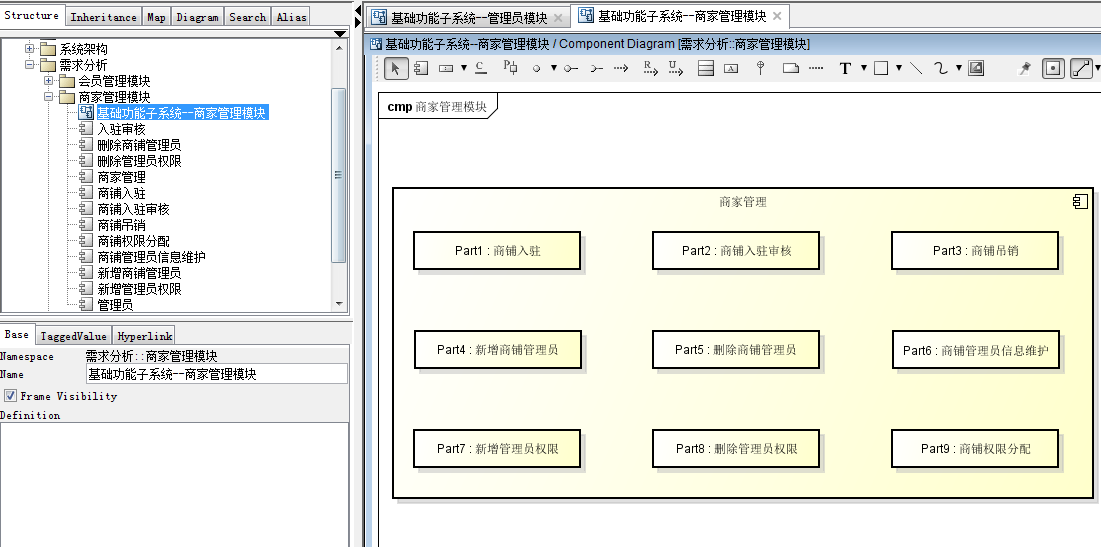 Structure Inheritance Map Diagram Search Alias
系统架构
需求分析
会员管理模块
商家管理模块
基础功能子系统--商家管理模块
入驻审核
删除商铺管理员
删除管理员权限
商家管理
商铺入驻
商铺入驻审核
商铺吊销
商铺权限分配
商铺管理员信息维护
新增商铺管理员
新增管理员权限
管理员
Base TaggedValue Hyperlink
Namespace 需求分析::商家管理模块
Name 基础功能子系统--商家管理模块
Frame Visibility
Definition
基础功能子系统--管理员模块 基础功能子系统--商家管理模块
基础功能子系统--商家管理模块 / Component Diagram [需求分析::商家管理模块]
C P R U A T
cmp 商家管理模块
商家管理
Part1 : 商铺入驻 Part2 : 商铺入驻审核 Part3 : 商铺吊销
Part4 : 新增商铺管理员 Part5 : 删除商铺管理员 Part6 : 商铺管理员信息维护
Part7 : 新增管理员权限 Part8 : 删除管理员权限 Part9 : 商铺权限分配